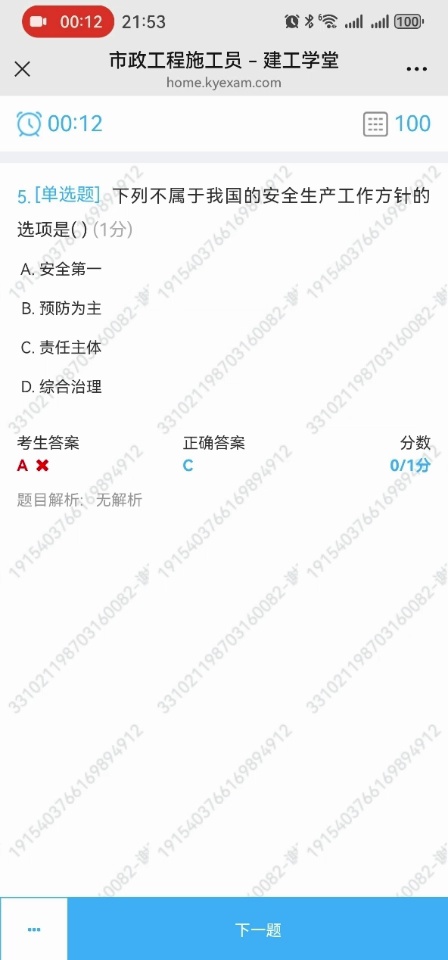 00:12 21:53 6 100
市政工程施工员 – 建工学堂
home.kyexam.com
00:12 100
5. [单选题] 下列不属于我国的安全生产工作方针的
选项是( ) (1分)
A. 安全第一
B. 预防为主
C. 责任主体
D. 综合治理
考生答案 正确答案 分数
A ✖ C 0/1分
题目解析： 无解析
下一题